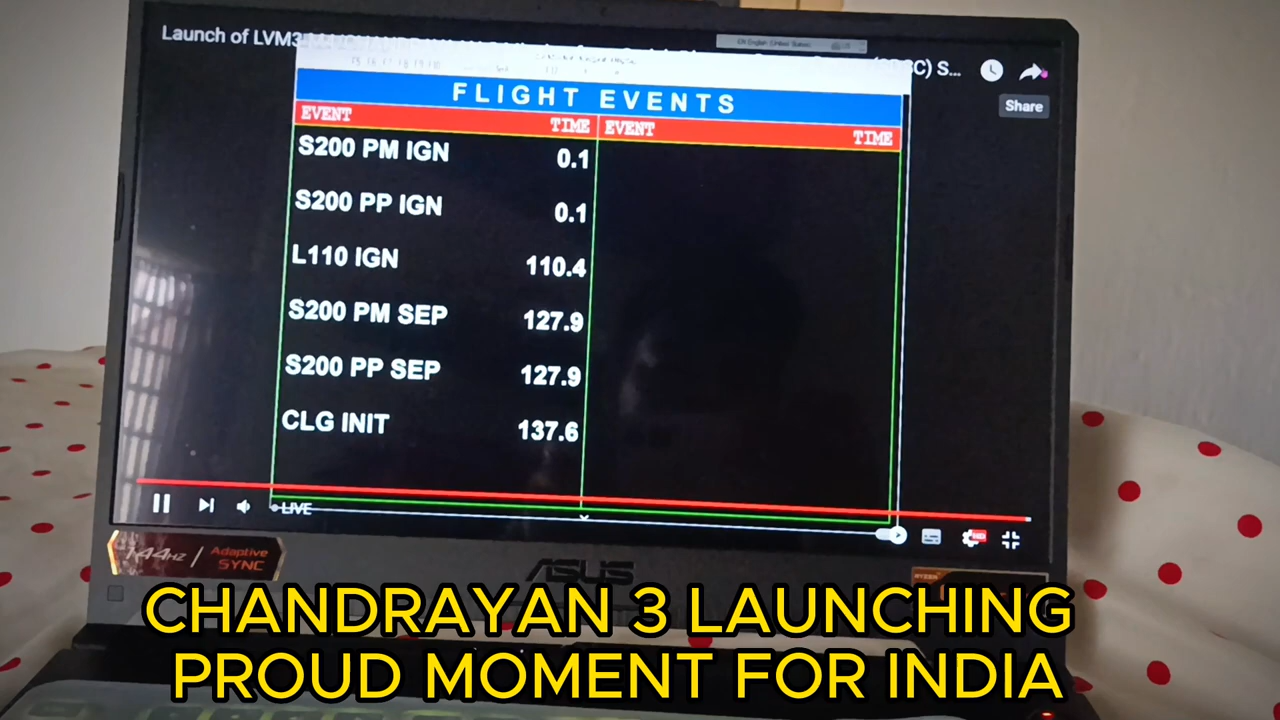 Launch of LVM3
C) S...
Share
FLIGHT EVENTS
EVENT TIME EVENT TIME
S200 PM IGN 0.1
S200 PP IGN 0.1
L110 IGN 110.4
S200 PM SEP 127.9
S200 PP SEP 127.9
CLG INIT 137.6
LIVE
HD
144Hz / Adaptive SYNC
ASUS
RYZEN
CHANDRAYAN 3 LAUNCHING
PROUD MOMENT FOR INDIA